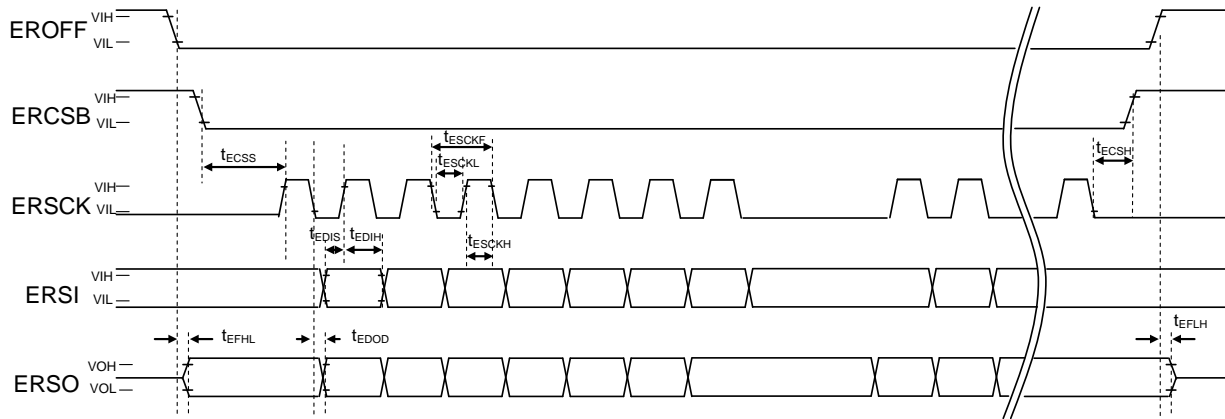 VIH
EROFF
VIL
VIH
ERCSB
VIL
tESCKF
tECSS
tESCKL
tECSH
VIH
ERSCK
VIL
tEDIS
tEDIH
tESCKH
VIH
ERSI
VIL
tEFHL
tEDOD
tEFLH
VOH
ERSO
VOL